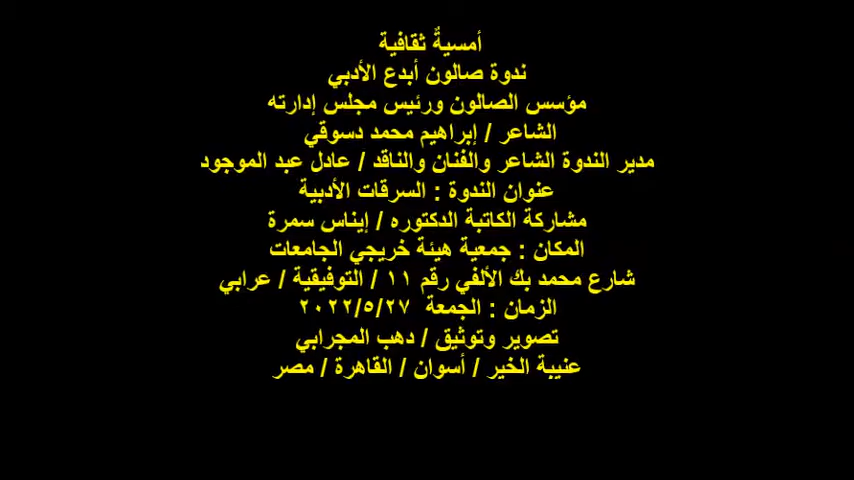 أمسيةٌ ثقافية
ندوة صالون أبدع الأدبي
مؤسس الصالون ورئيس مجلس إدارته
الشاعر / إبراهيم محمد دسوقي
مدير الندوة الشاعر والفنان والناقد / عادل عبد الموجود
عنوان الندوة : السرقات الأدبية
مشاركة الكاتبة الدكتوره / إيناس سمرة
المكان : جمعية هيئة خريجي الجامعات
شارع محمد بك الألفي رقم ١١ / التوفيقية / عرابي
الزمان : الجمعة ٢٠٢٢/٥/٢٧
تصوير وتوثيق / دهب المجرابي
عنيبة الخير / أسوان / القاهرة / مصر